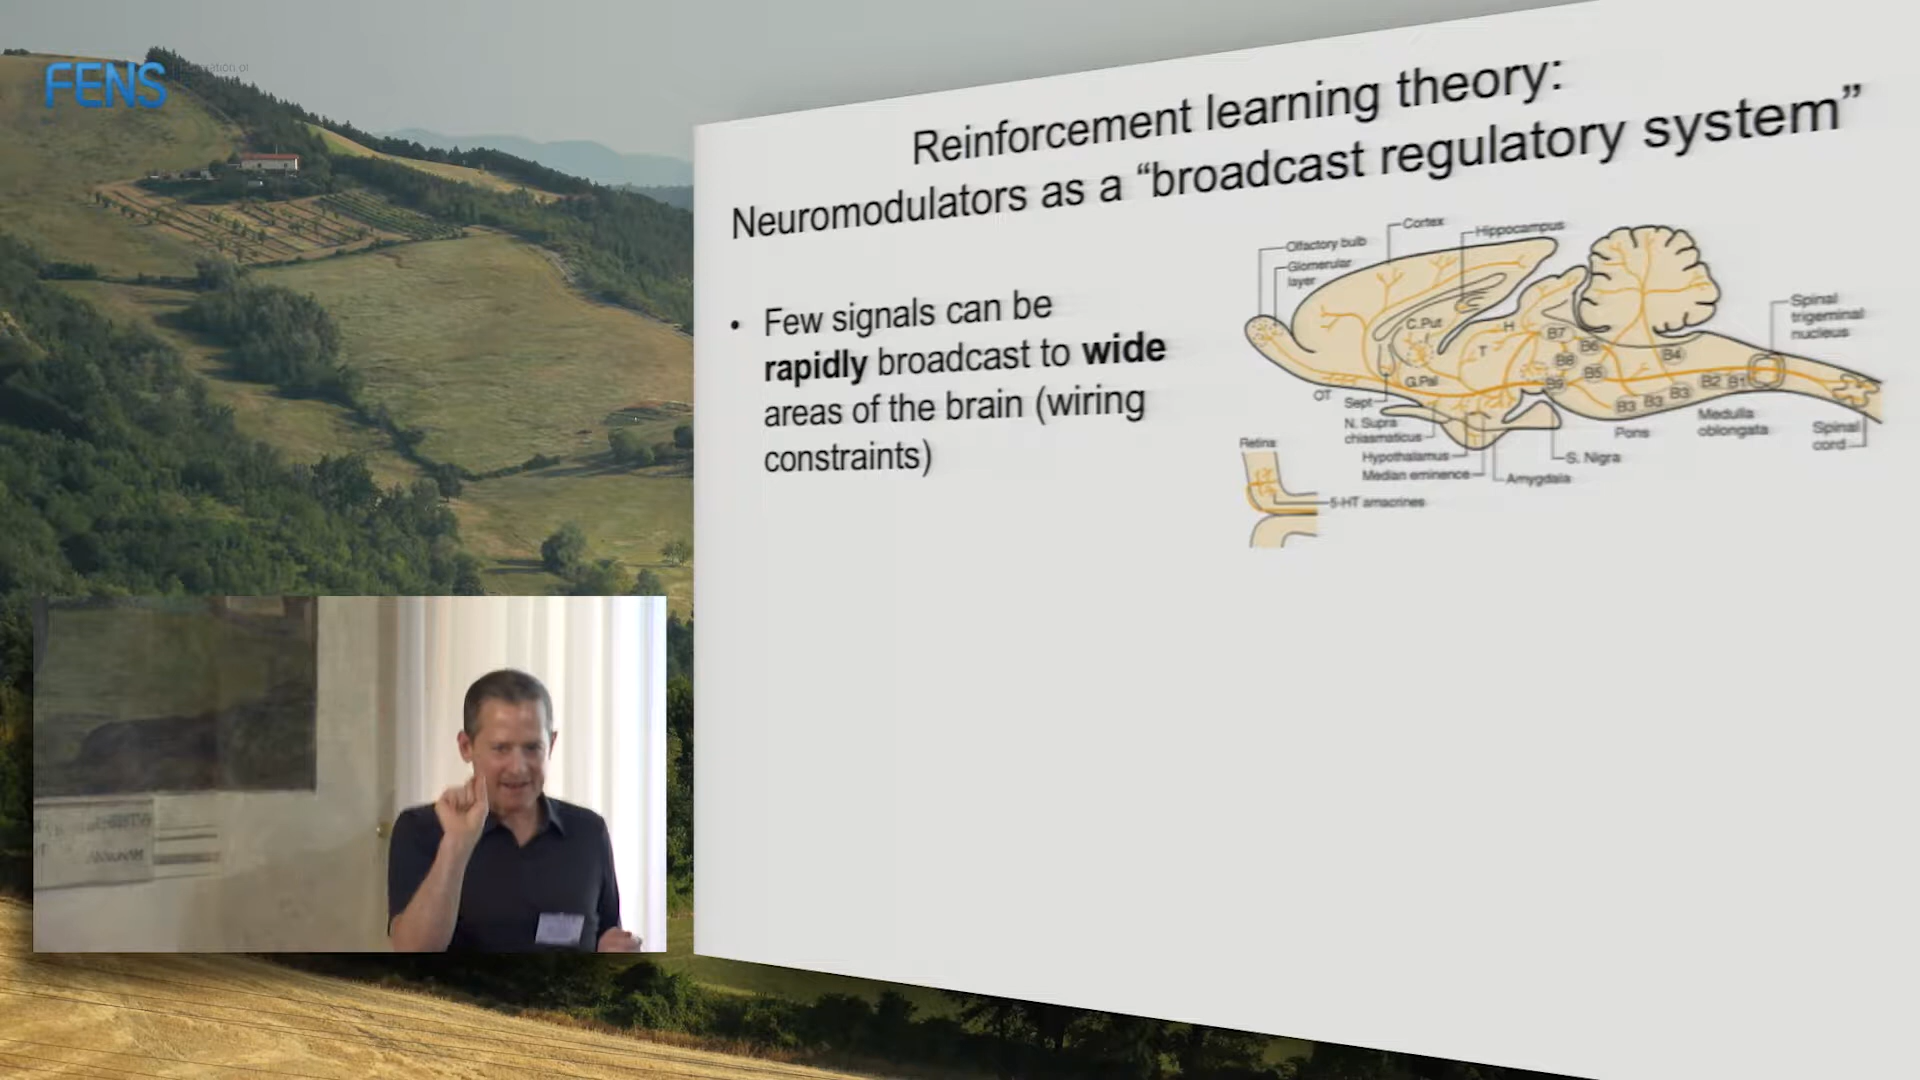 FENS
Reinforcement learning theory:
Neuromodulators as a “broadcast regulatory system”
• Few signals can be
rapidly broadcast to wide
areas of the brain (wiring
constraints)
Olfactory bulb
Glomerular
layer
Cortex
Hippocampus
Spinal
trigeminal
nucleus
C.Put
H
T
B7
B8
B6
B5
B9
B4
G.Pal
B3 B3 B3
B2 B1
OT
Sept
N. Supra
chiasmaticus
Hypothalamus
Median eminence
Amygdala
S. Nigra
Pons
Medulla
oblongata
Spinal
cord
Retina
5-HT amacrines